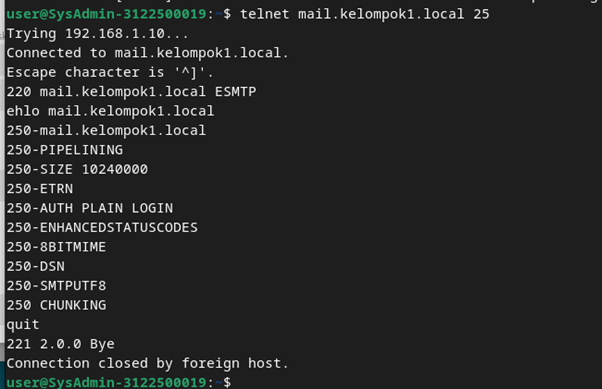 user@SysAdmin-3122500019:~$ telnet mail.kelompok1.local 25
Trying 192.168.1.10...
Connected to mail.kelompok1.local.
Escape character is '^]'.
220 mail.kelompok1.local ESMTP
ehlo mail.kelompok1.local
250-mail.kelompok1.local
250-PIPELINING
250-SIZE 10240000
250-ETRN
250-AUTH PLAIN LOGIN
250-ENHANCEDSTATUSCODES
250-8BITMIME
250-DSN
250-SMTPUTF8
250 CHUNKING
quit
221 2.0.0 Bye
Connection closed by foreign host.
user@SysAdmin-3122500019:~$